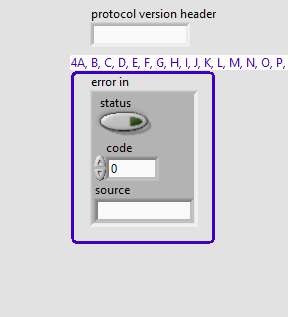 protocol version header
4A, B, C, D, E, F, G, H, I, J, K, L, M, N, O, P,
error in
status
code
0
source